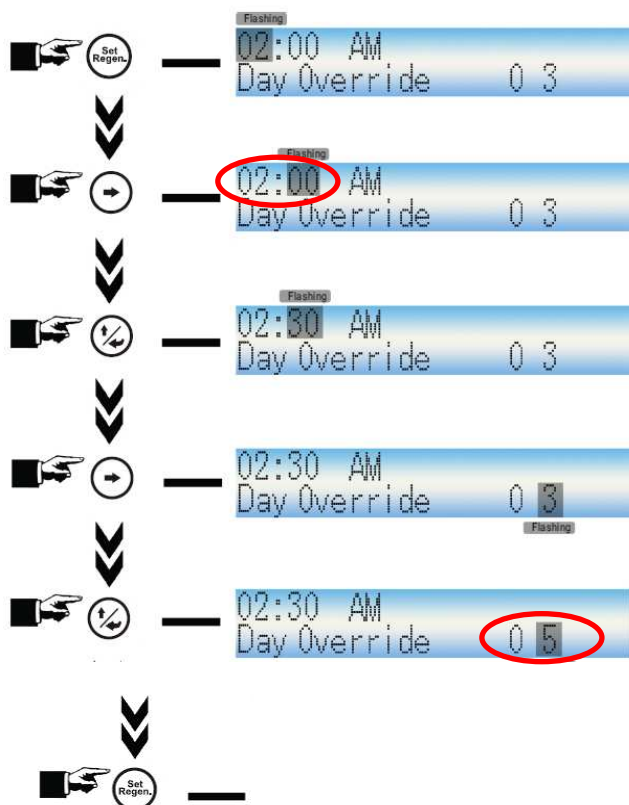 Flashing
Set Regen.
02:00 AM
Day Override 0 3
Flashing
02:00 AM
Day Override 0 3
Flashing
02:30 AM
Day Override 0 3
02:30 AM
Day Override 0 3
Flashing
02:30 AM
Day Override 0 5
Set Regen.